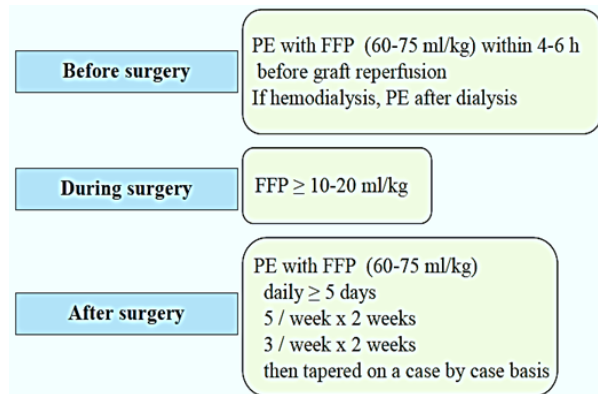 Before surgery
PE with FFP (60-75 ml/kg) within 4-6 h
before graft reperfusion
If hemodialysis, PE after dialysis
During surgery
FFP ≥ 10-20 ml/kg
After surgery
PE with FFP (60-75 ml/kg)
daily ≥ 5 days
5 / week x 2 weeks
3 / week x 2 weeks
then tapered on a case by case basis